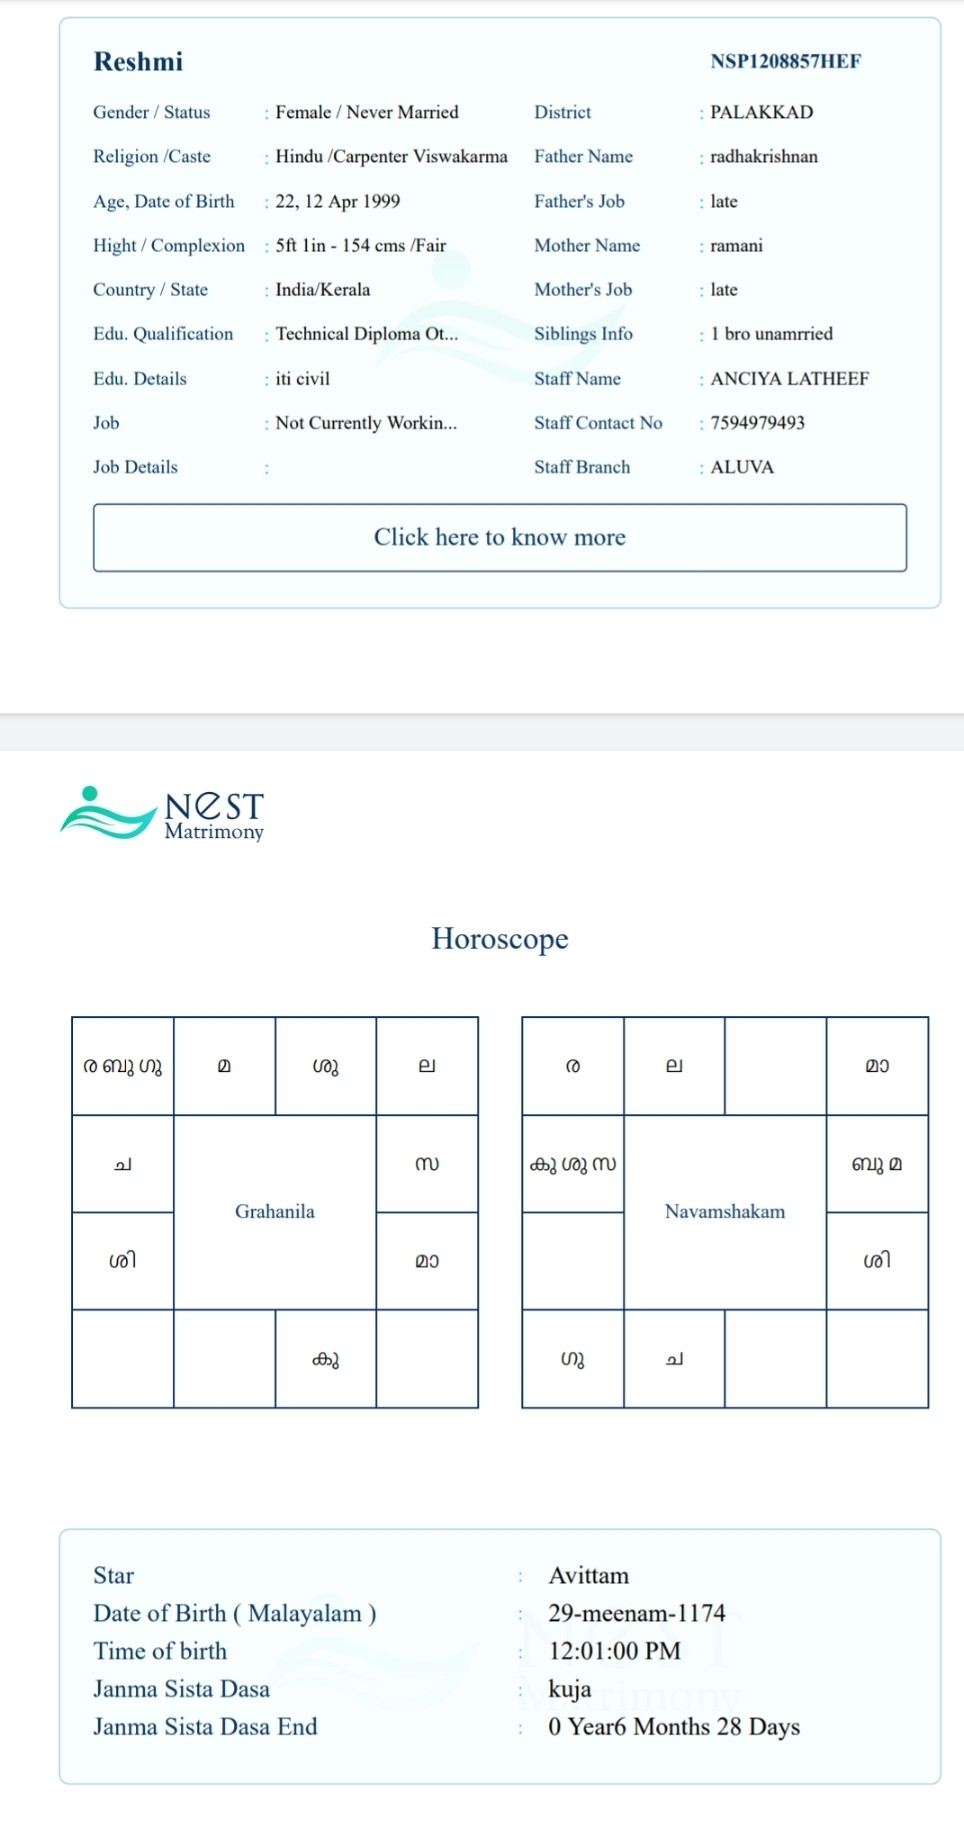 Reshmi NSP1208857HEF
Gender / Status : Female / Never Married District : PALAKKAD
Religion /Caste : Hindu /Carpenter Viswakarma Father Name : radhakrishnan
Age, Date of Birth : 22, 12 Apr 1999 Father's Job : late
Hight / Complexion : 5ft 1in - 154 cms /Fair Mother Name : ramani
Country / State : India/Kerala Mother's Job : late
Edu. Qualification : Technical Diploma Ot... Siblings Info : 1 bro unamrried
Edu. Details : iti civil Staff Name : ANCIYA LATHEEF
Job : Not Currently Workin... Staff Contact No : 7594979493
Job Details : Staff Branch : ALUVA
Click here to know more
NEST
Matrimony
Horoscope
ര ബു ഗു മ ശു ല ര ല മാ
ച സ കു ശു സ ബു മ
Grahanila Navamshakam
ശി മാ ശി
കു ഗു ച
Star : Avittam
Date of Birth ( Malayalam ) : 29-meenam-1174
Time of birth : 12:01:00 PM
Janma Sista Dasa : kuja
Janma Sista Dasa End : 0 Year6 Months 28 Days